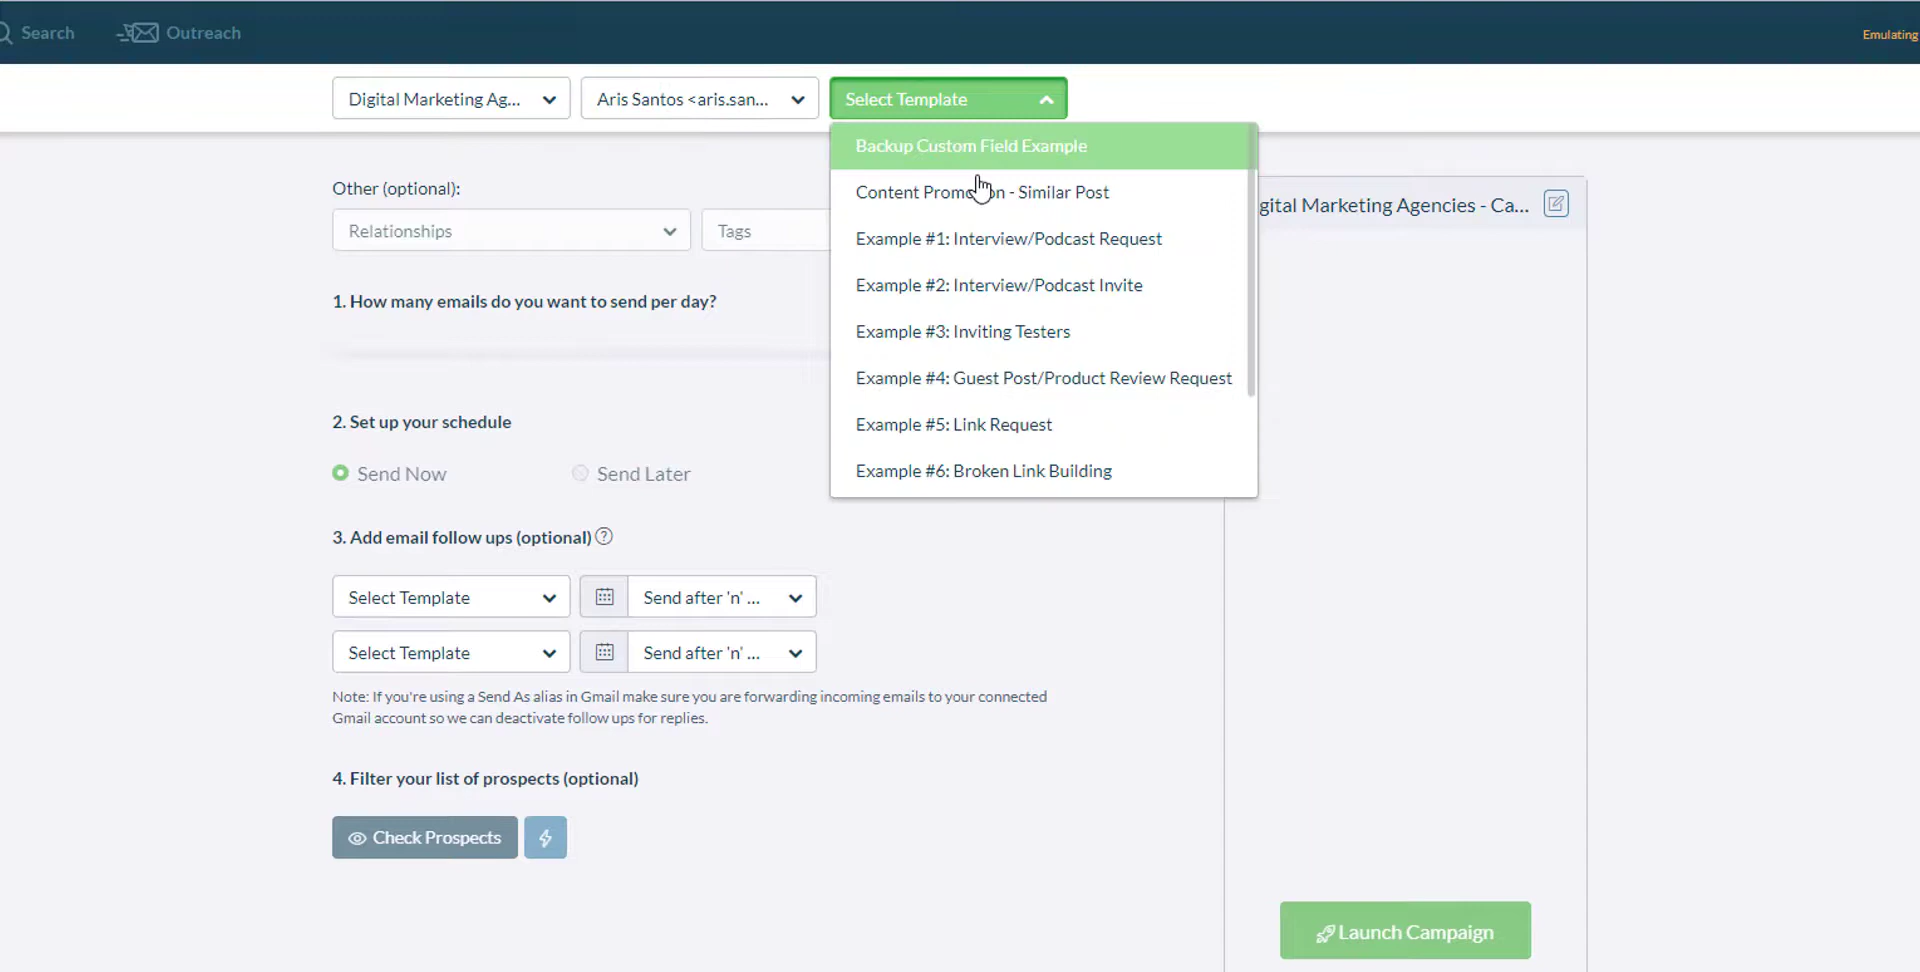 Search
Outreach
Emulating
Digital Marketing Ag...
Aris Santos <aris.san...
Select Template
Backup Custom Field Example
Content Promotion - Similar Post
Example #1: Interview/Podcast Request
Example #2: Interview/Podcast Invite
Example #3: Inviting Testers
Example #4: Guest Post/Product Review Request
Example #5: Link Request
Example #6: Broken Link Building
Other (optional):
Relationships
Tags
gital Marketing Agencies - Ca...
1. How many emails do you want to send per day?
2. Set up your schedule
Send Now
Send Later
3. Add email follow ups (optional)
Select Template
Send after 'n' ...
Select Template
Send after 'n' ...
Note: If you're using a Send As alias in Gmail make sure you are forwarding incoming emails to your connected
Gmail account so we can deactivate follow ups for replies.
4. Filter your list of prospects (optional)
Check Prospects
Launch Campaign